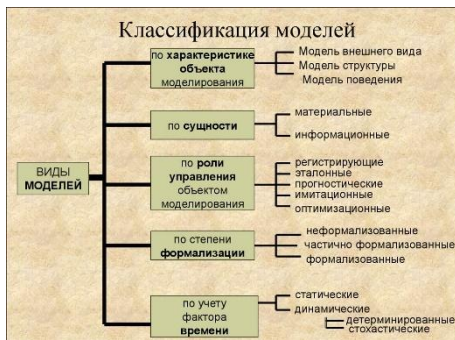 Классификация моделей
ВИДЫ
МОДЕЛЕЙ
по характеристике
объекта
моделирования
Модель внешнего вида
Модель структуры
Модель поведения
по сущности
материальные
информационные
по роли
управления
объектом
моделирования
регистрирующие
эталонные
прогностические
имитационные
оптимизационные
по степени
формализации
неформализованные
частично формализованные
формализованные
по учету
фактора
времени
статические
динамические
детерминированные
стохастические